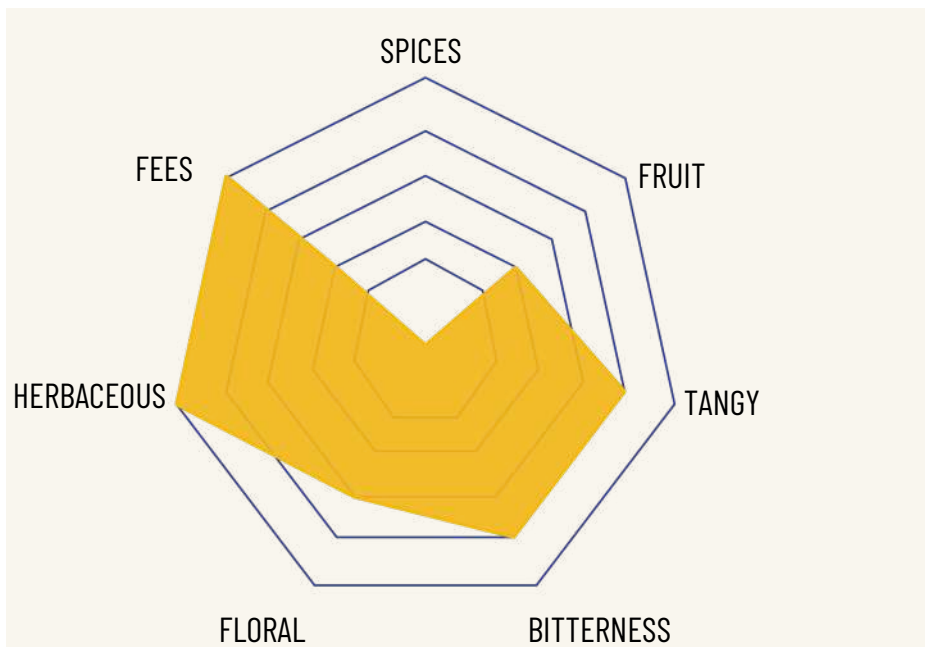 SPICES
FEES
FRUIT
HERBACEOUS
TANGY
FLORAL
BITTERNESS